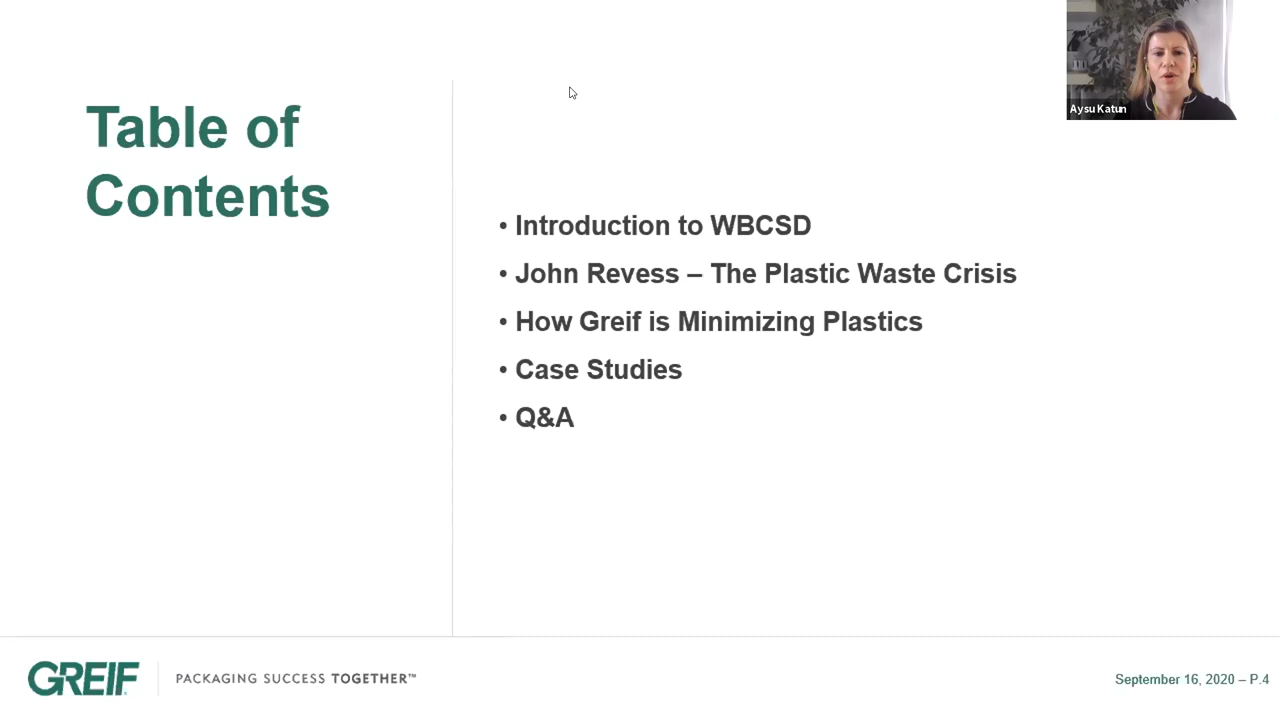 Aysu Katun
Table of
Contents
• Introduction to WBCSD
• John Revess – The Plastic Waste Crisis
• How Greif is Minimizing Plastics
• Case Studies
• Q&A
GREIF
PACKAGING SUCCESS TOGETHER™
September 16, 2020 – P.4